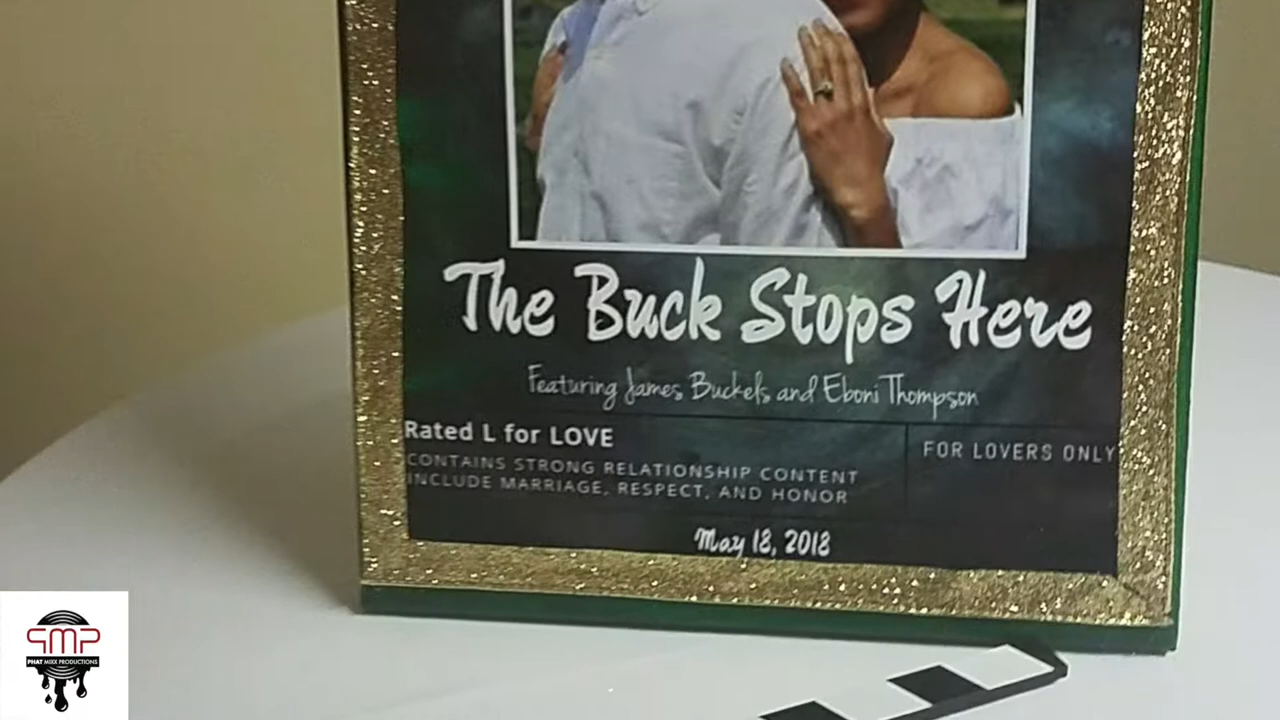 The Buck Stops Here
Featuring James Buckels and Eboni Thompson
Rated L for LOVE
CONTAINS STRONG RELATIONSHIP CONTENT
INCLUDE MARRIAGE, RESPECT, AND HONOR
FOR LOVERS ONLY
May 18, 2018
PMP
PHAT MIXX PRODUCTIONS